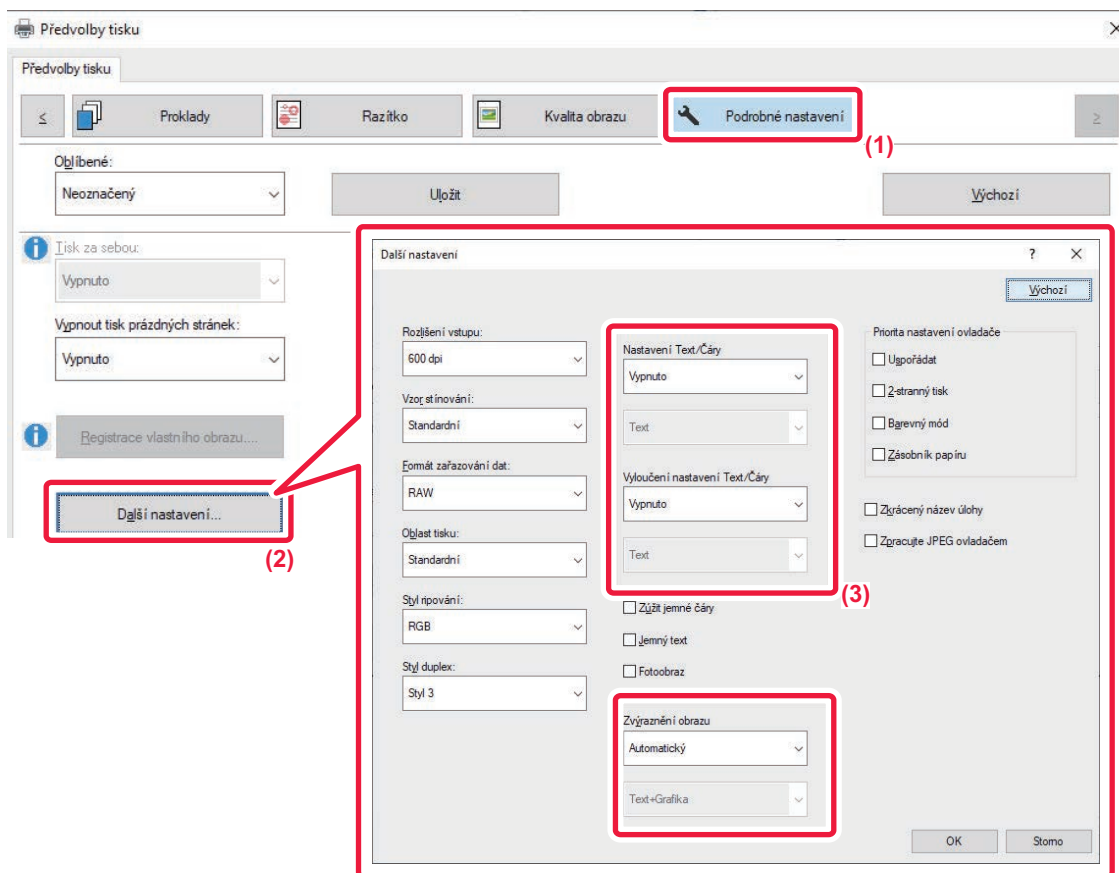 Předvolby tisku
Předvolby tisku
< Proklady Razítko Kvalita obrazu Podrobné nastavení >
(1)
Oblíbené:
Neoznačený Uložit Výchozí
Tisk za sebou:
Vypnuto
Vypnout tisk prázdných stránek:
Vypnuto
Registrace vlastního obrazu....
Další nastavení...
(2)
Další nastavení ?
Výchozí
Rozlišení vstupu:
600 dpi
Vzor stínování:
Standardní
Formát zařazování dat:
RAW
Oblast tisku:
Standardní
Styl ripování:
RGB
Styl duplex:
Styl 3
Nastavení Text/Čáry
Vypnuto
Text
Vyloučení nastavení Text/Čáry
Vypnuto
Text
(3)
Zúžit jemné čáry
Jemný text
Fotoobraz
Zvýraznění obrazu
Automatický
Text+Grafika
Priorita nastavení ovladače
Uspořádat
2-stranný tisk
Barevný mód
Zásobník papíru
Zkrácený název úlohy
Zpracujte JPEG ovladačem
OK Storno